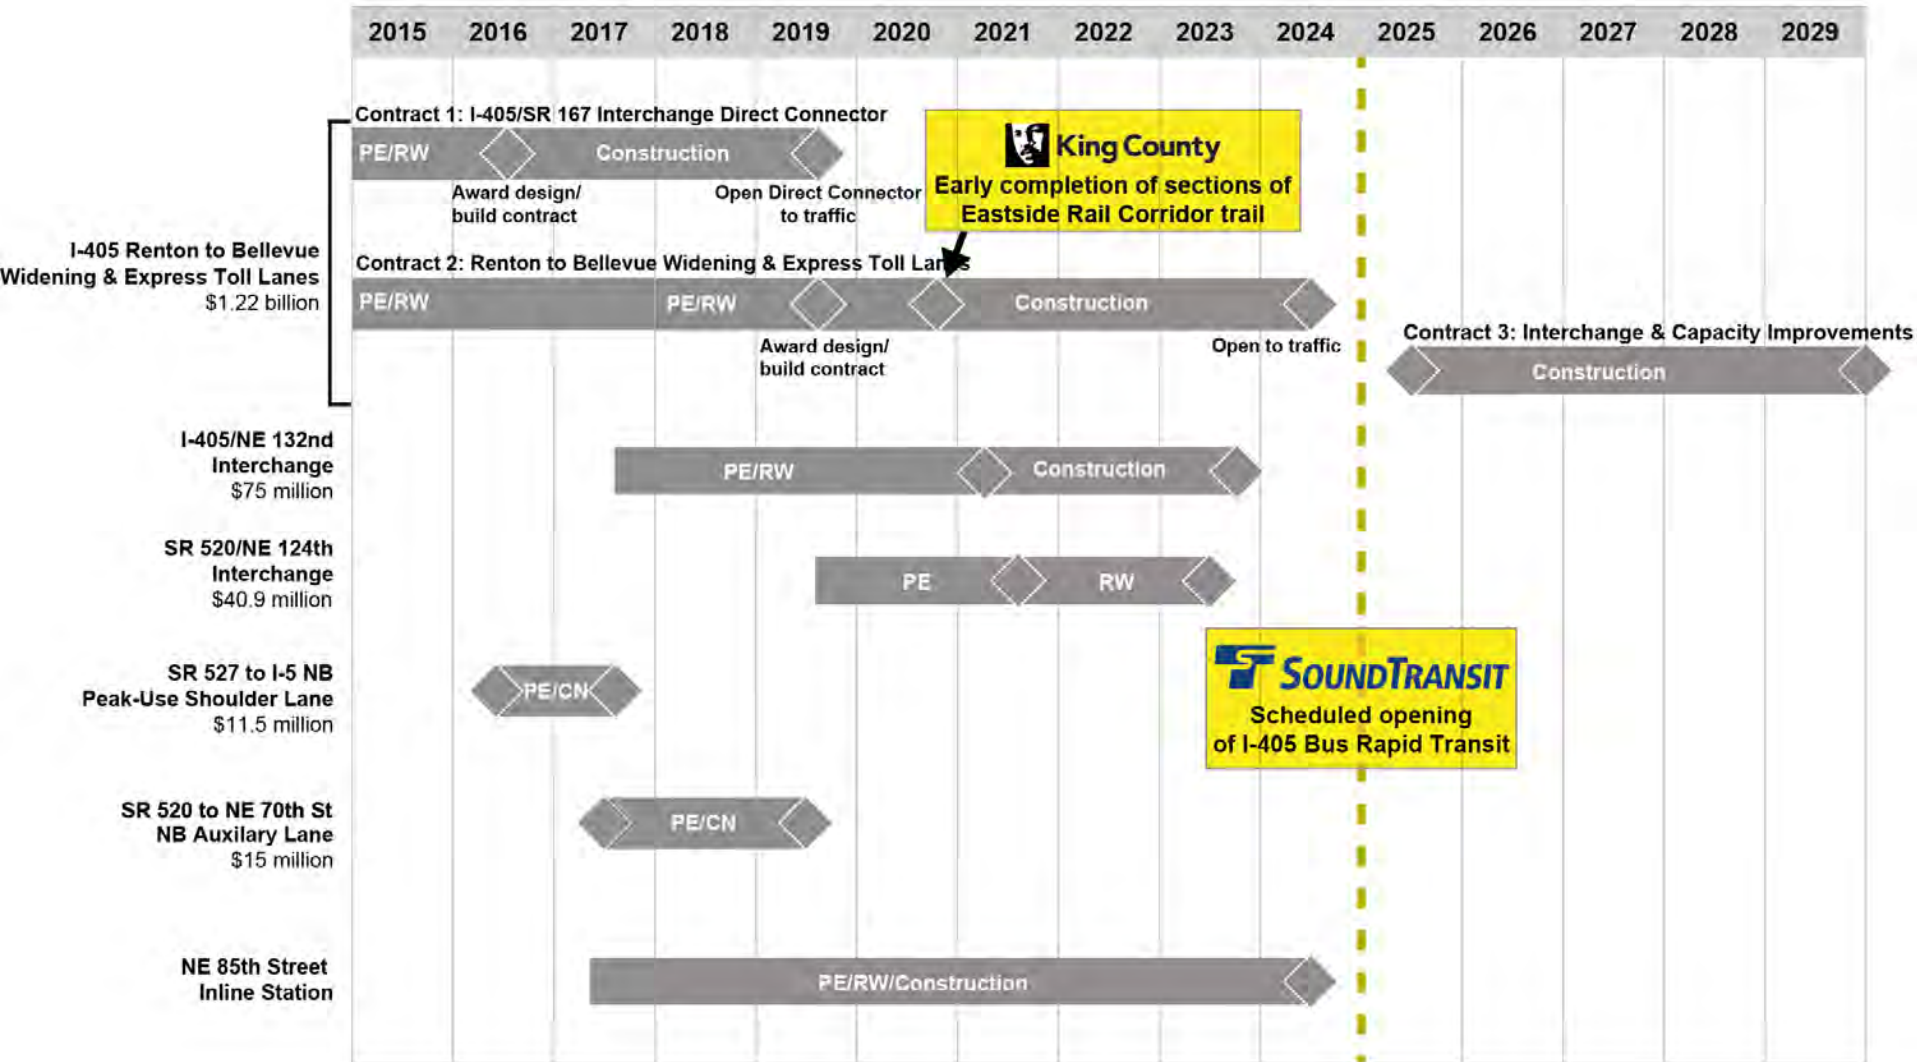 2015 2016 2017 2018 2019 2020 2021 2022 2023 2024 2025 2026 2027 2028 2029
I-405 Renton to Bellevue
Widening & Express Toll Lanes
$1.22 billion
Contract 1: I-405/SR 167 Interchange Direct Connector
PE/RW
Construction
Award design/
build contract
Open Direct Connector
to traffic
King County
Early completion of sections of
Eastside Rail Corridor trail
Contract 2: Renton to Bellevue Widening & Express Toll Lanes
PE/RW
PE/RW
Construction
Award design/
build contract
Open to traffic
Contract 3: Interchange & Capacity Improvements
Construction
I-405/NE 132nd
Interchange
$75 million
PE/RW
Construction
SR 520/NE 124th
Interchange
$40.9 million
PE
RW
SR 527 to I-5 NB
Peak-Use Shoulder Lane
$11.5 million
PE/CN
SOUNDTRANSIT
Scheduled opening
of I-405 Bus Rapid Transit
SR 520 to NE 70th St
NB Auxilary Lane
$15 million
PE/CN
NE 85th Street
Inline Station
PE/RW/Construction